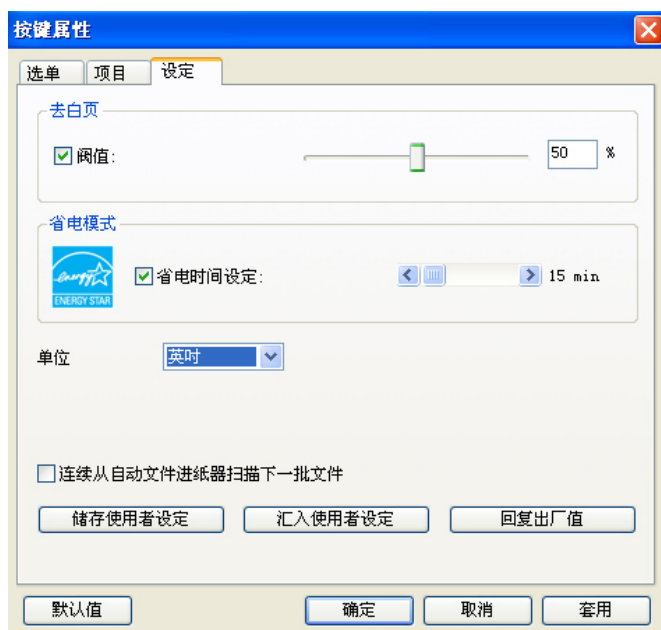 按键属性
选单 项目 设定
去白页
阀值: 50 %
省电模式
energy
ENERGY STAR
省电时间设定: 15 min
单位 英吋
连续从自动文件进纸器扫描下一批文件
储存使用者设定 汇入使用者设定 回复出厂值
默认值 确定 取消 套用